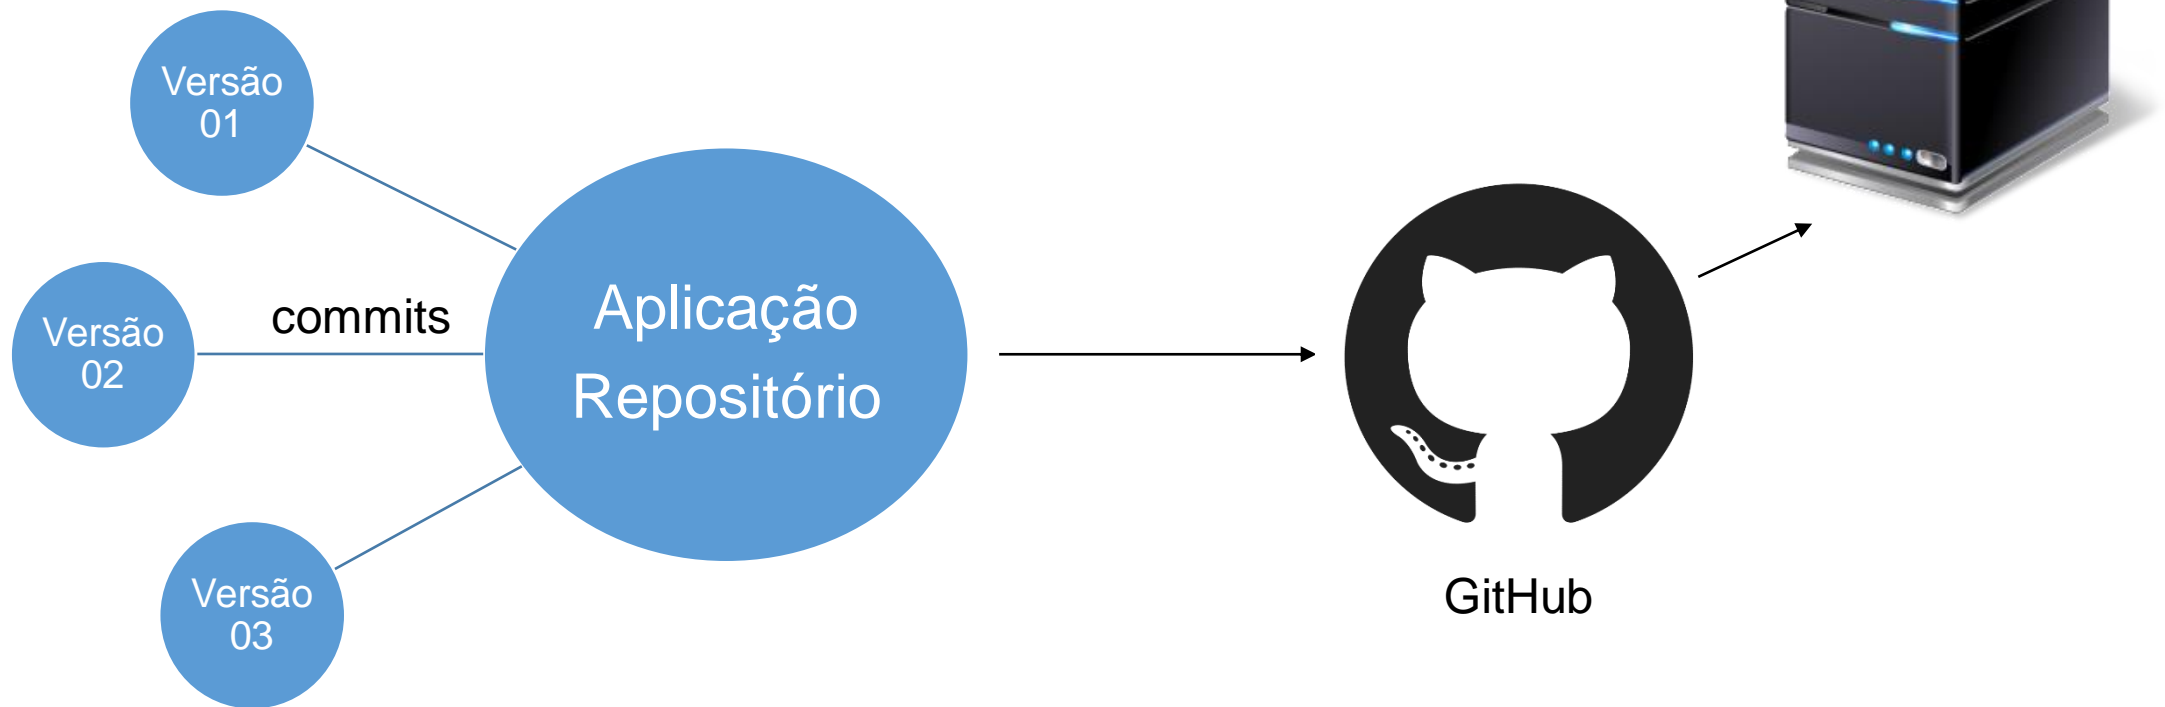 Versão
01
Versão
02
commits
Aplicação
Repositório
Versão
03
GitHub